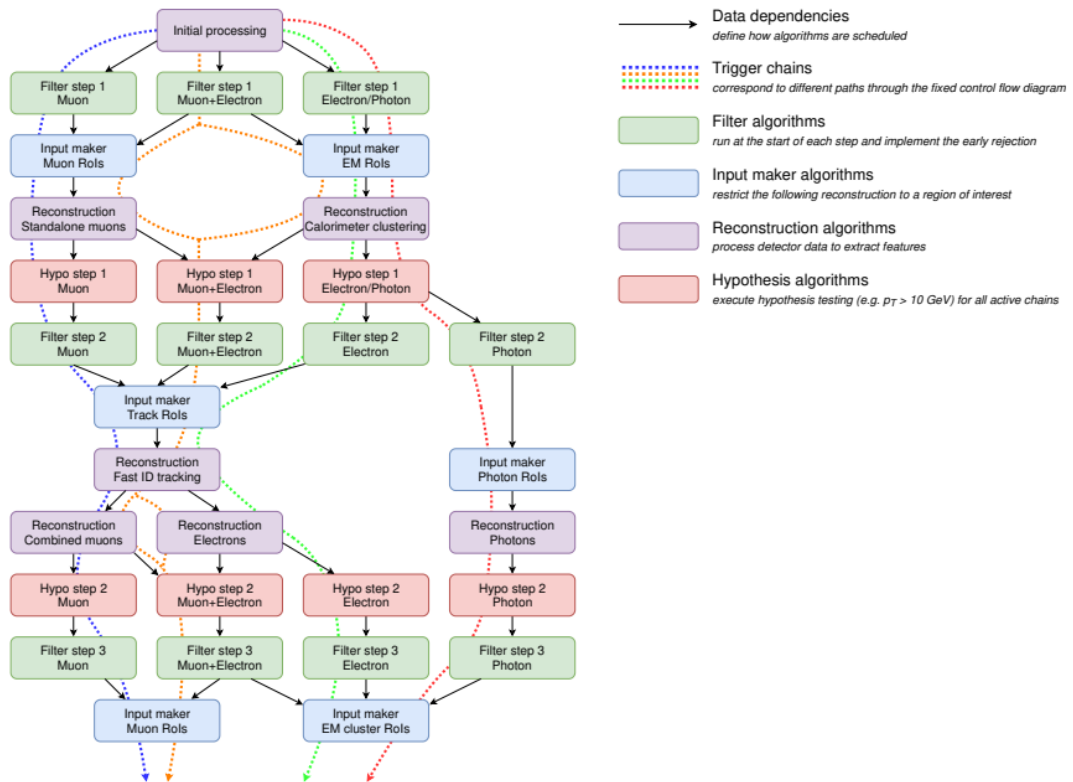 Initial processing
Filter step 1
Muon
Filter step 1
Muon+Electron
Filter step 1
Electron/Photon
Input maker
Muon RoIs
Input maker
EM RoIs
Reconstruction
Standalone muons
Reconstruction
Calorimeter clustering
Hypo step 1
Muon
Hypo step 1
Muon+Electron
Hypo step 1
Electron/Photon
Filter step 2
Muon
Filter step 2
Muon+Electron
Filter step 2
Electron
Filter step 2
Photon
Input maker
Track RoIs
Reconstruction
Fast ID tracking
Input maker
Photon RoIs
Reconstruction
Combined muons
Reconstruction
Electrons
Reconstruction
Photons
Hypo step 2
Muon
Hypo step 2
Muon+Electron
Hypo step 2
Electron
Hypo step 2
Photon
Filter step 3
Muon
Filter step 3
Muon+Electron
Filter step 3
Electron
Filter step 3
Photon
Input maker
Muon RoIs
Input maker
EM cluster RoIs
Data dependencies
define how algorithms are scheduled
Trigger chains
correspond to different paths through the fixed control flow diagram
Filter algorithms
run at the start of each step and implement the early rejection
Input maker algorithms
restrict the following reconstruction to a region of interest
Reconstruction algorithms
process detector data to extract features
Hypothesis algorithms
execute hypothesis testing (e.g. pT > 10 GeV) for all active chains